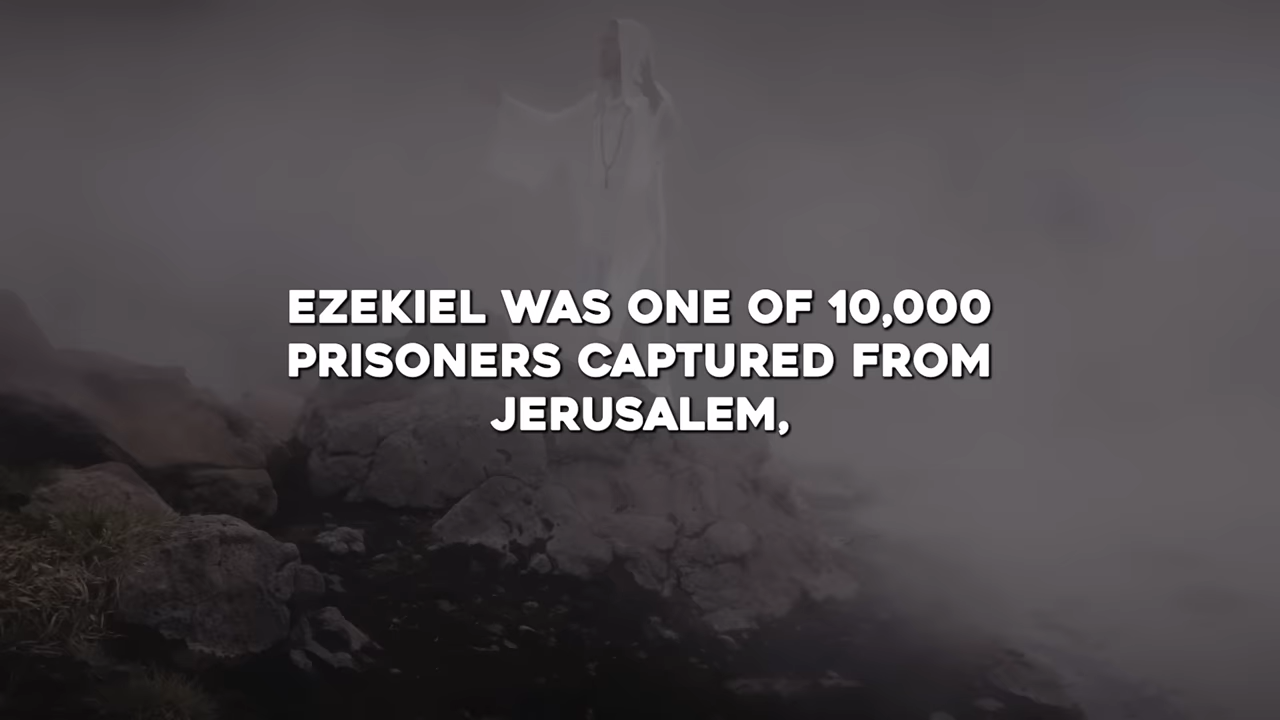 EZEKIEL WAS ONE OF 10,000
PRISONERS CAPTURED FROM
JERUSALEM,